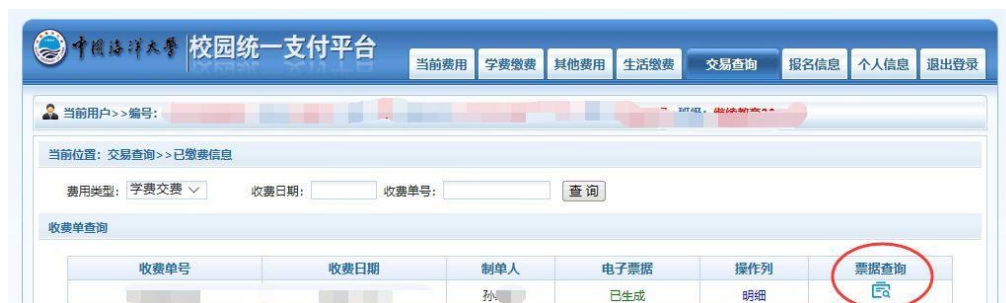 中国海洋大学 校园统一支付平台
当前费用 学费缴费 其他费用 生活缴费 交易查询 报名信息 个人信息 退出登录
当前用户>>编号: 班级:
当前位置: 交易查询>>已缴费信息
费用类型: 学费交费 收费日期: 收费单号: 查询
收费单查询
收费单号 收费日期 制单人 电子票据 操作列 票据查询
孙 已生成 明细